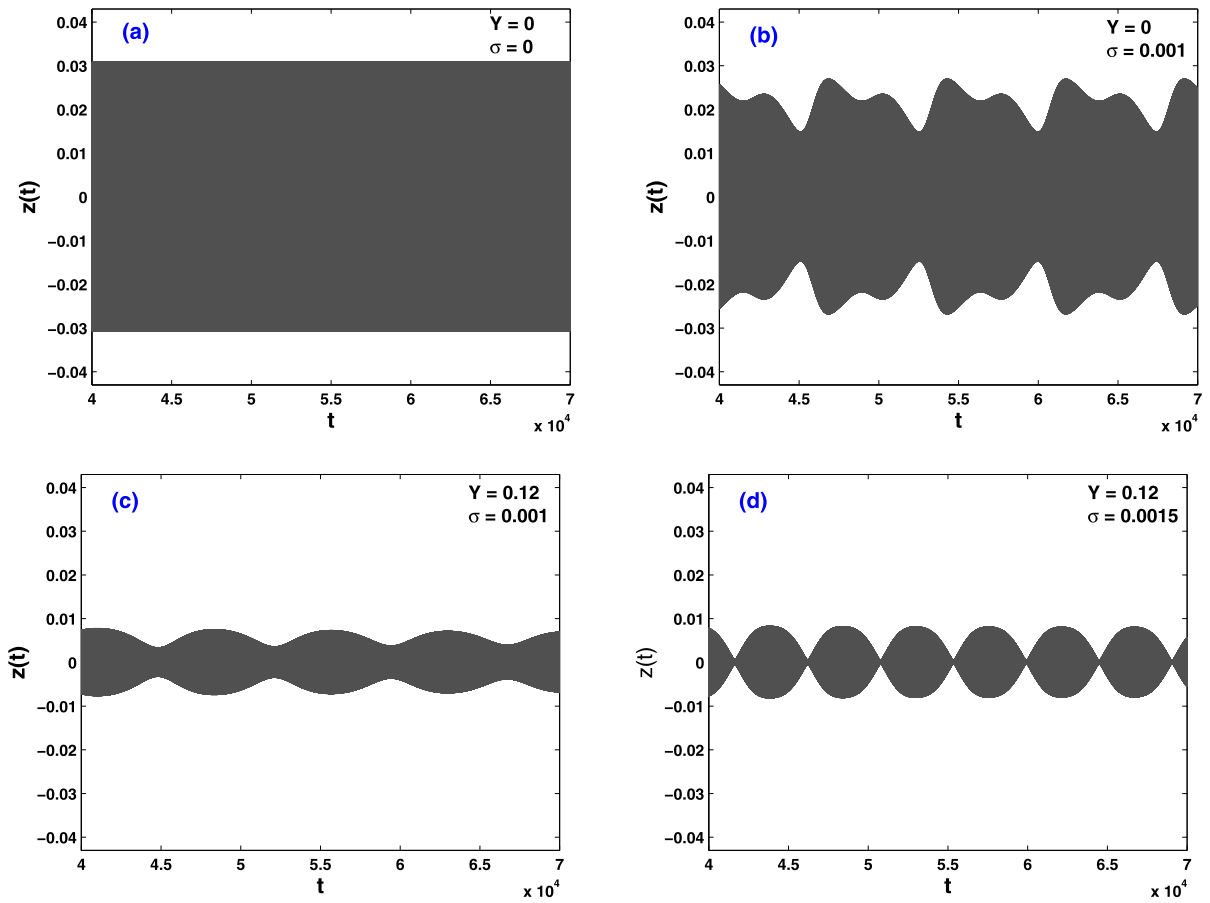 (a)
Y = 0
σ = 0
0.04
0.03
0.02
0.01
0
−0.01
−0.02
−0.03
−0.04
z(t)
4 4.5 5 5.5 6 6.5 7
t
x 10^4
(b)
Y = 0
σ = 0.001
0.04
0.03
0.02
0.01
0
−0.01
−0.02
−0.03
−0.04
z(t)
4 4.5 5 5.5 6 6.5 7
t
x 10^4
(c)
Y = 0.12
σ = 0.001
0.04
0.03
0.02
0.01
0
−0.01
−0.02
−0.03
−0.04
z(t)
4 4.5 5 5.5 6 6.5 7
t
x 10^4
(d)
Y = 0.12
σ = 0.0015
0.04
0.03
0.02
0.01
0
−0.01
−0.02
−0.03
−0.04
z(t)
4 4.5 5 5.5 6 6.5 7
t
x 10^4